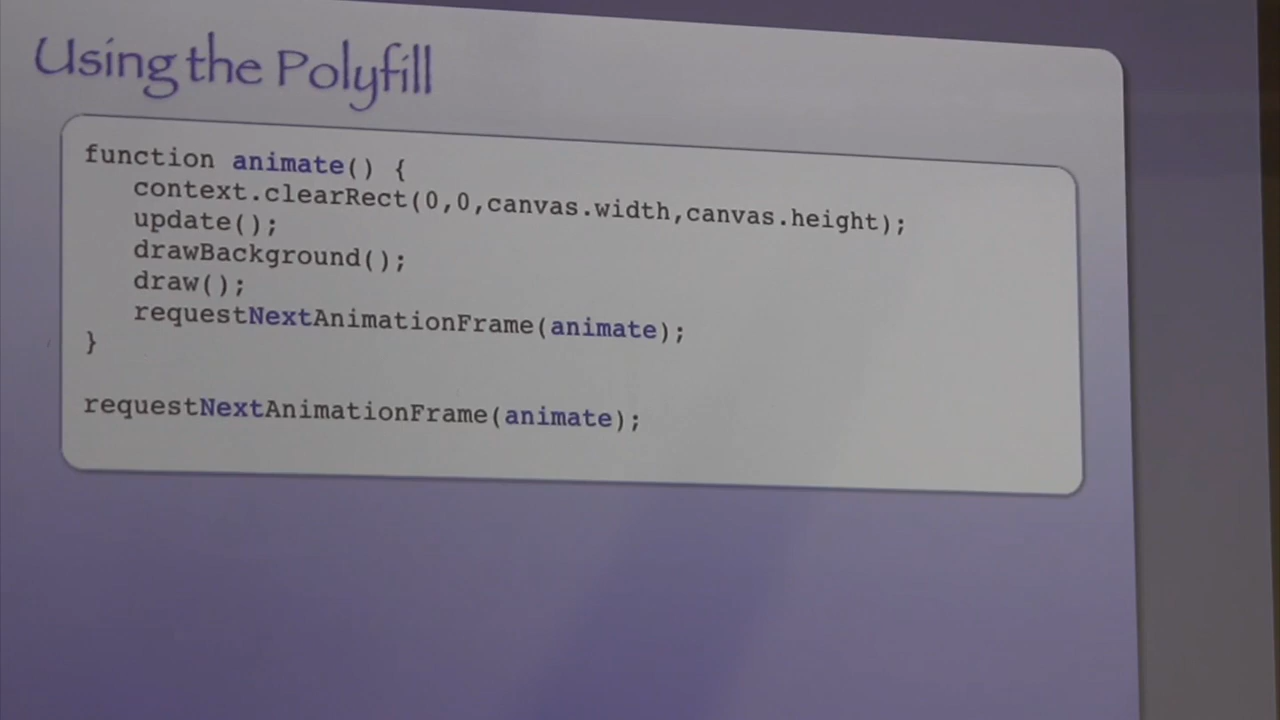 Using the Polyfill
function animate() {
context.clearRect(0,0,canvas.width,canvas.height);
update();
drawBackground();
draw();
requestNextAnimationFrame(animate);
}
requestNextAnimationFrame(animate);